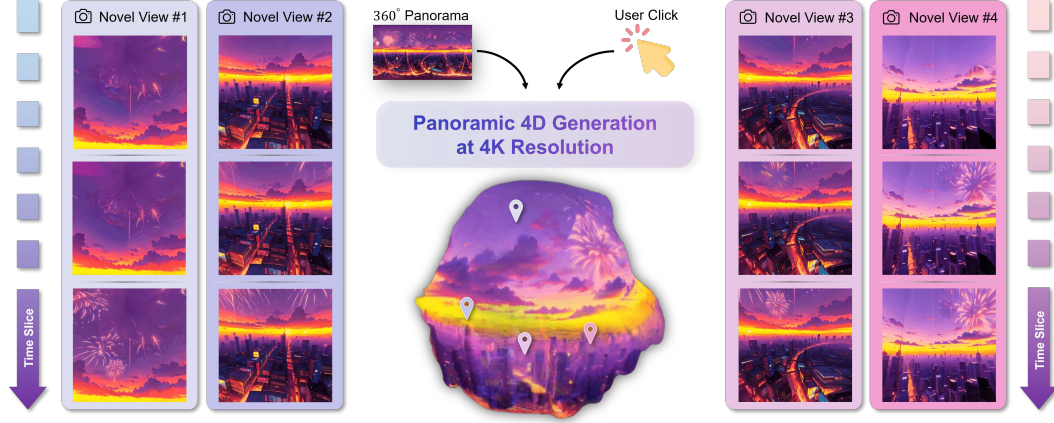 Novel View #1
Novel View #2
360° Panorama
User Click
Novel View #3
Novel View #4
Panoramic 4D Generation
at 4K Resolution
Time Slice
Time Slice